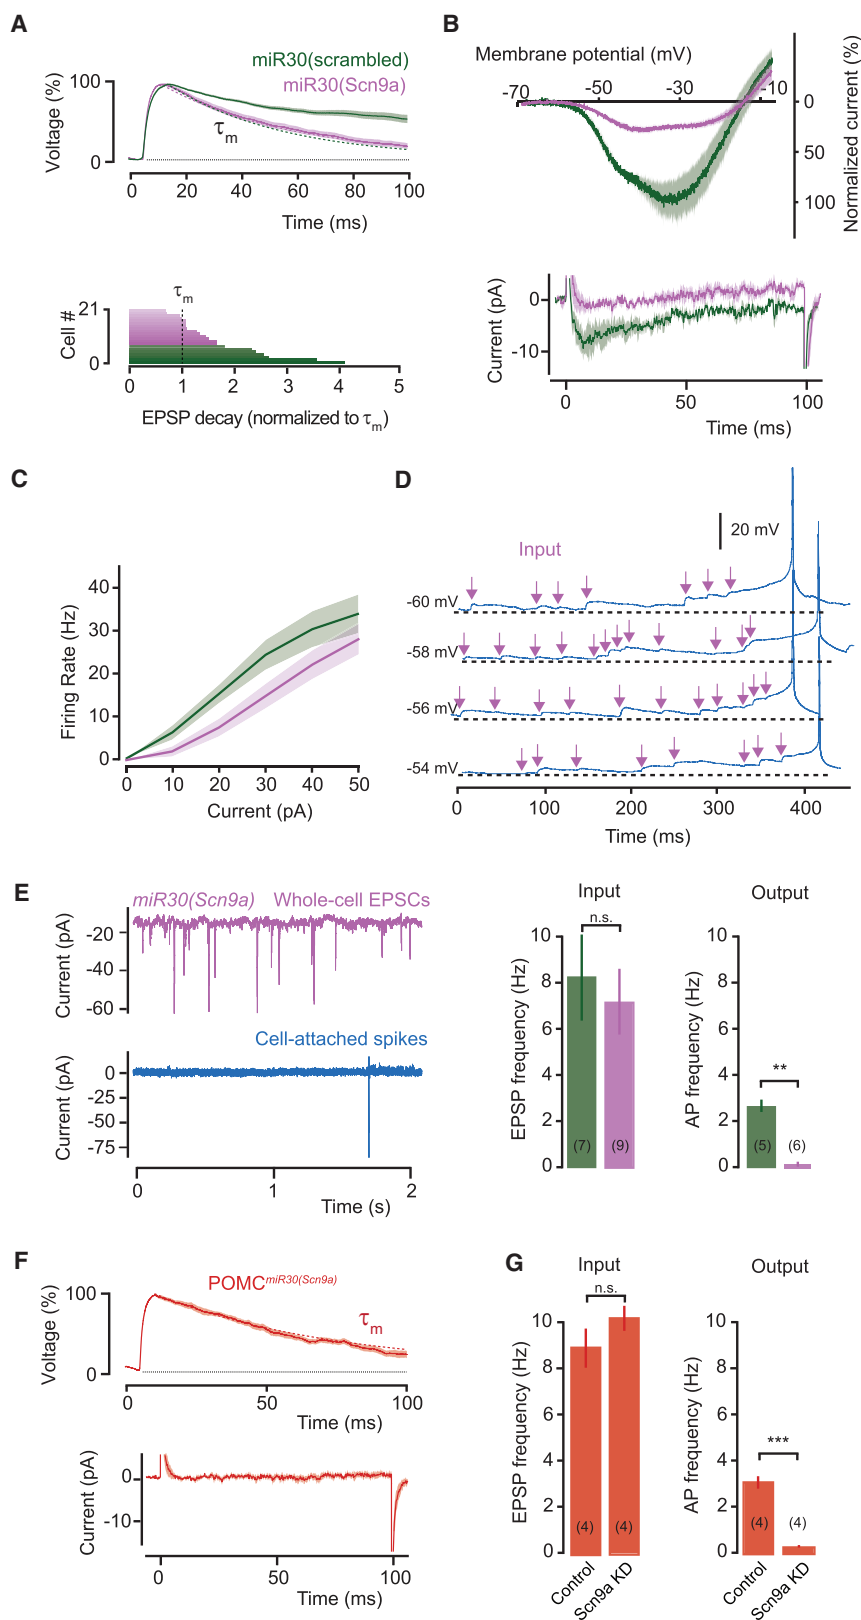 A
miR30(scrambled)
miR30(Scn9a)
Voltage (%)
100
0
τm
0 20 40 60 80 100
Time (ms)
Cell #
21
0
τm
0 1 2 3 4 5
EPSP decay (normalized to τm)
B
Membrane potential (mV)
-70 -50 -30 -10
0
50
100
Normalized current (%)
Current (pA)
0
-10
0 50 100
Time (ms)
C
Firing Rate (Hz)
40
30
20
10
0
0 10 20 30 40 50
Current (pA)
D
20 mV
Input
-60 mV
-58 mV
-56 mV
-54 mV
0 100 200 300 400
Time (ms)
E
miR30(Scn9a) Whole-cell EPSCs
Current (pA)
-20
-40
-60
Cell-attached spikes
Current (pA)
0
-25
-50
-75
0 1 2
Time (s)
Input
n.s.
EPSP frequency (Hz)
10
8
6
4
2
0
(7) (9)
Output
**
AP frequency (Hz)
10
8
6
4
2
0
(5) (6)
F
POMC miR30(Scn9a)
Voltage (%)
100
0
τm
0 50 100
Time (ms)
Current (pA)
0
-10
0 100
Time (ms)
G
Input
n.s.
EPSP frequency (Hz)
10
8
6
4
2
0
(4) (4)
Control Scn9a KD
Output
***
AP frequency (Hz)
10
8
6
4
2
0
(4) (4)
Control Scn9a KD